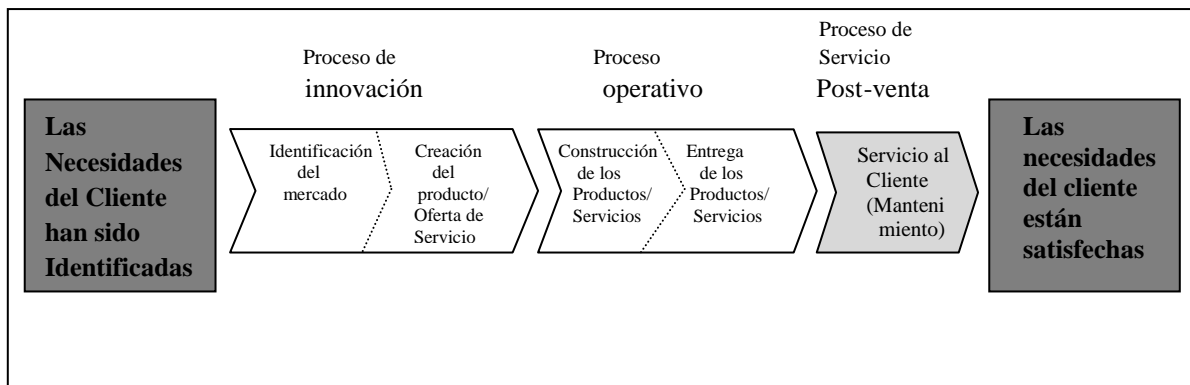 Proceso de
innovación
Proceso
operativo
Proceso de
Servicio
Post-venta
Las
Necesidades
del Cliente
han sido
Identificadas
Identificación
del
mercado
Creación
del
producto/
Oferta de
Servicio
Construcción
de los
Productos/
Servicios
Entrega
de los
Productos/
Servicios
Servicio al
Cliente
(Manteni
miento)
Las
necesidades
del cliente
están
satisfechas